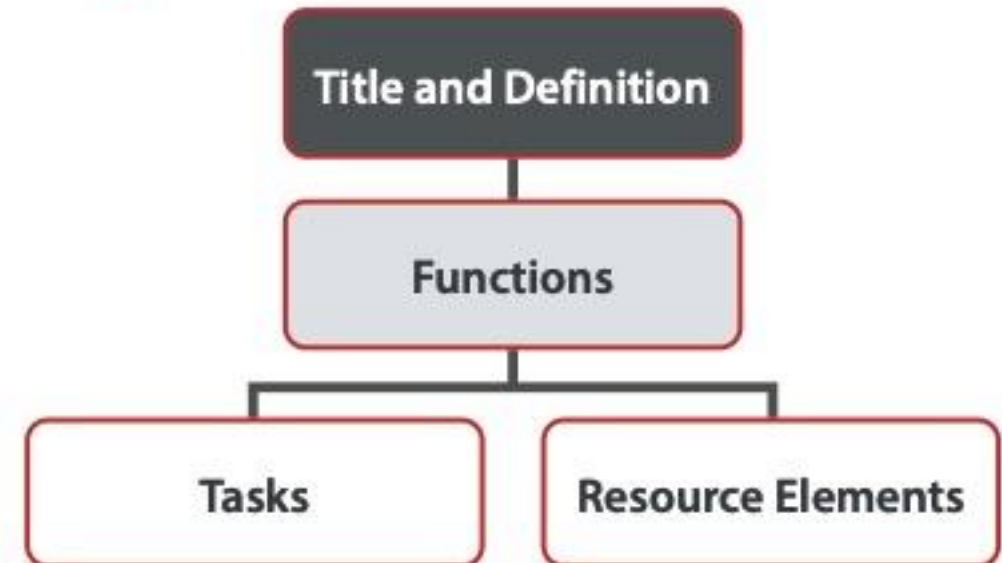 Title and Definition
Functions
Tasks
Resource Elements